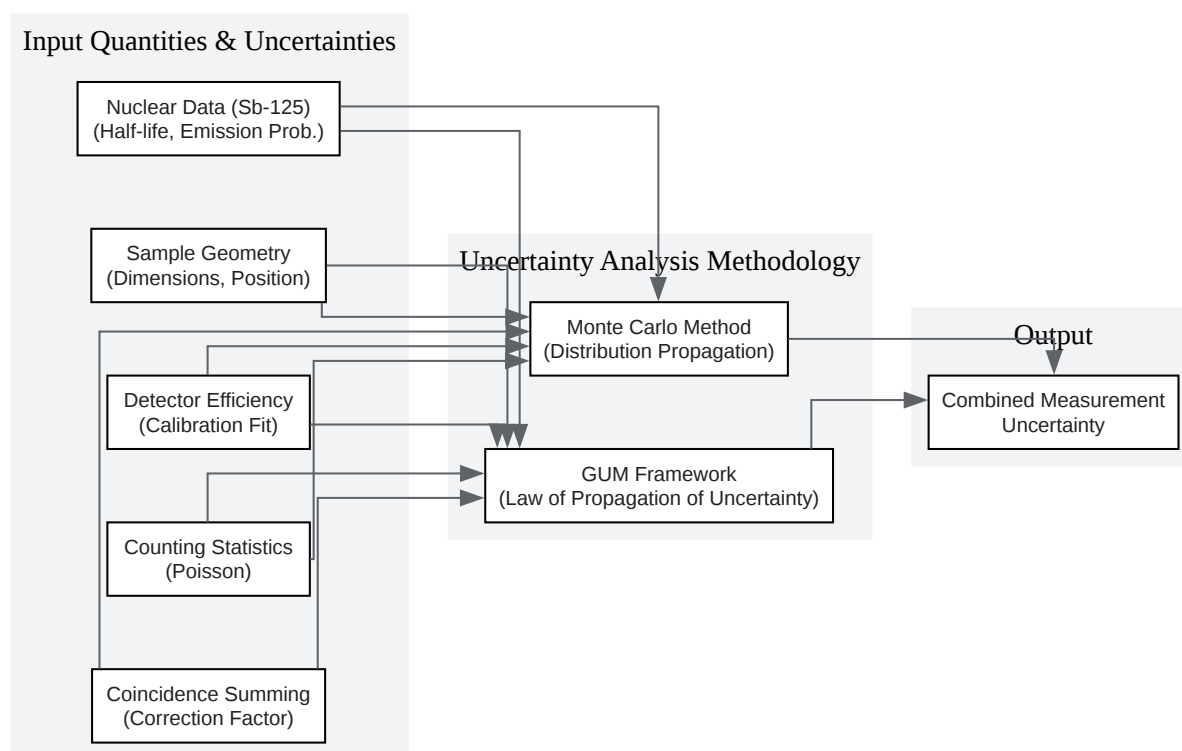 Input Quantities & Uncertainties
Nuclear Data (Sb-125)
(Half-life, Emission Prob.)
Sample Geometry
(Dimensions, Position)
Detector Efficiency
(Calibration Fit)
Counting Statistics
(Poisson)
Coincidence Summing
(Correction Factor)
Uncertainty Analysis Methodology
Monte Carlo Method
(Distribution Propagation)
GUM Framework
(Law of Propagation of Uncertainty)
Output
Combined Measurement
Uncertainty